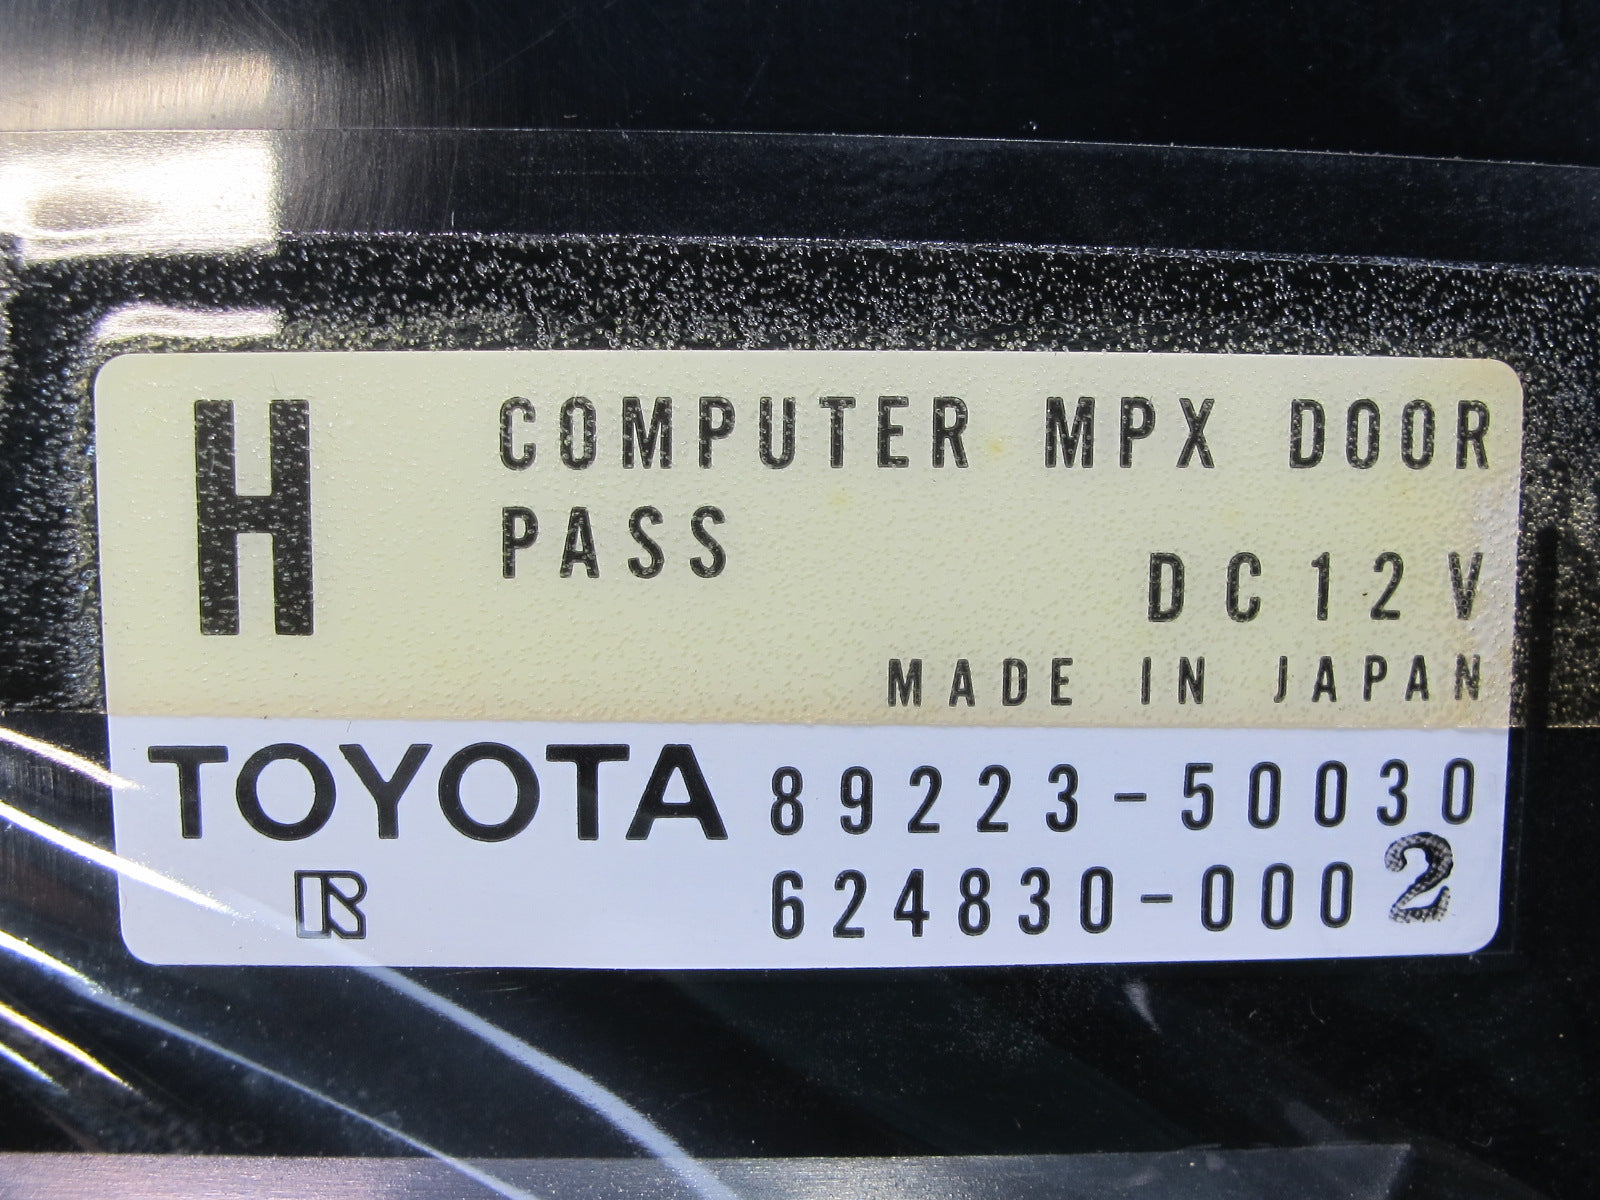 H COMPUTER MPX DOOR
PASS
DC12V
MADE IN JAPAN
TOYOTA 89223-50030
R 624830-0002